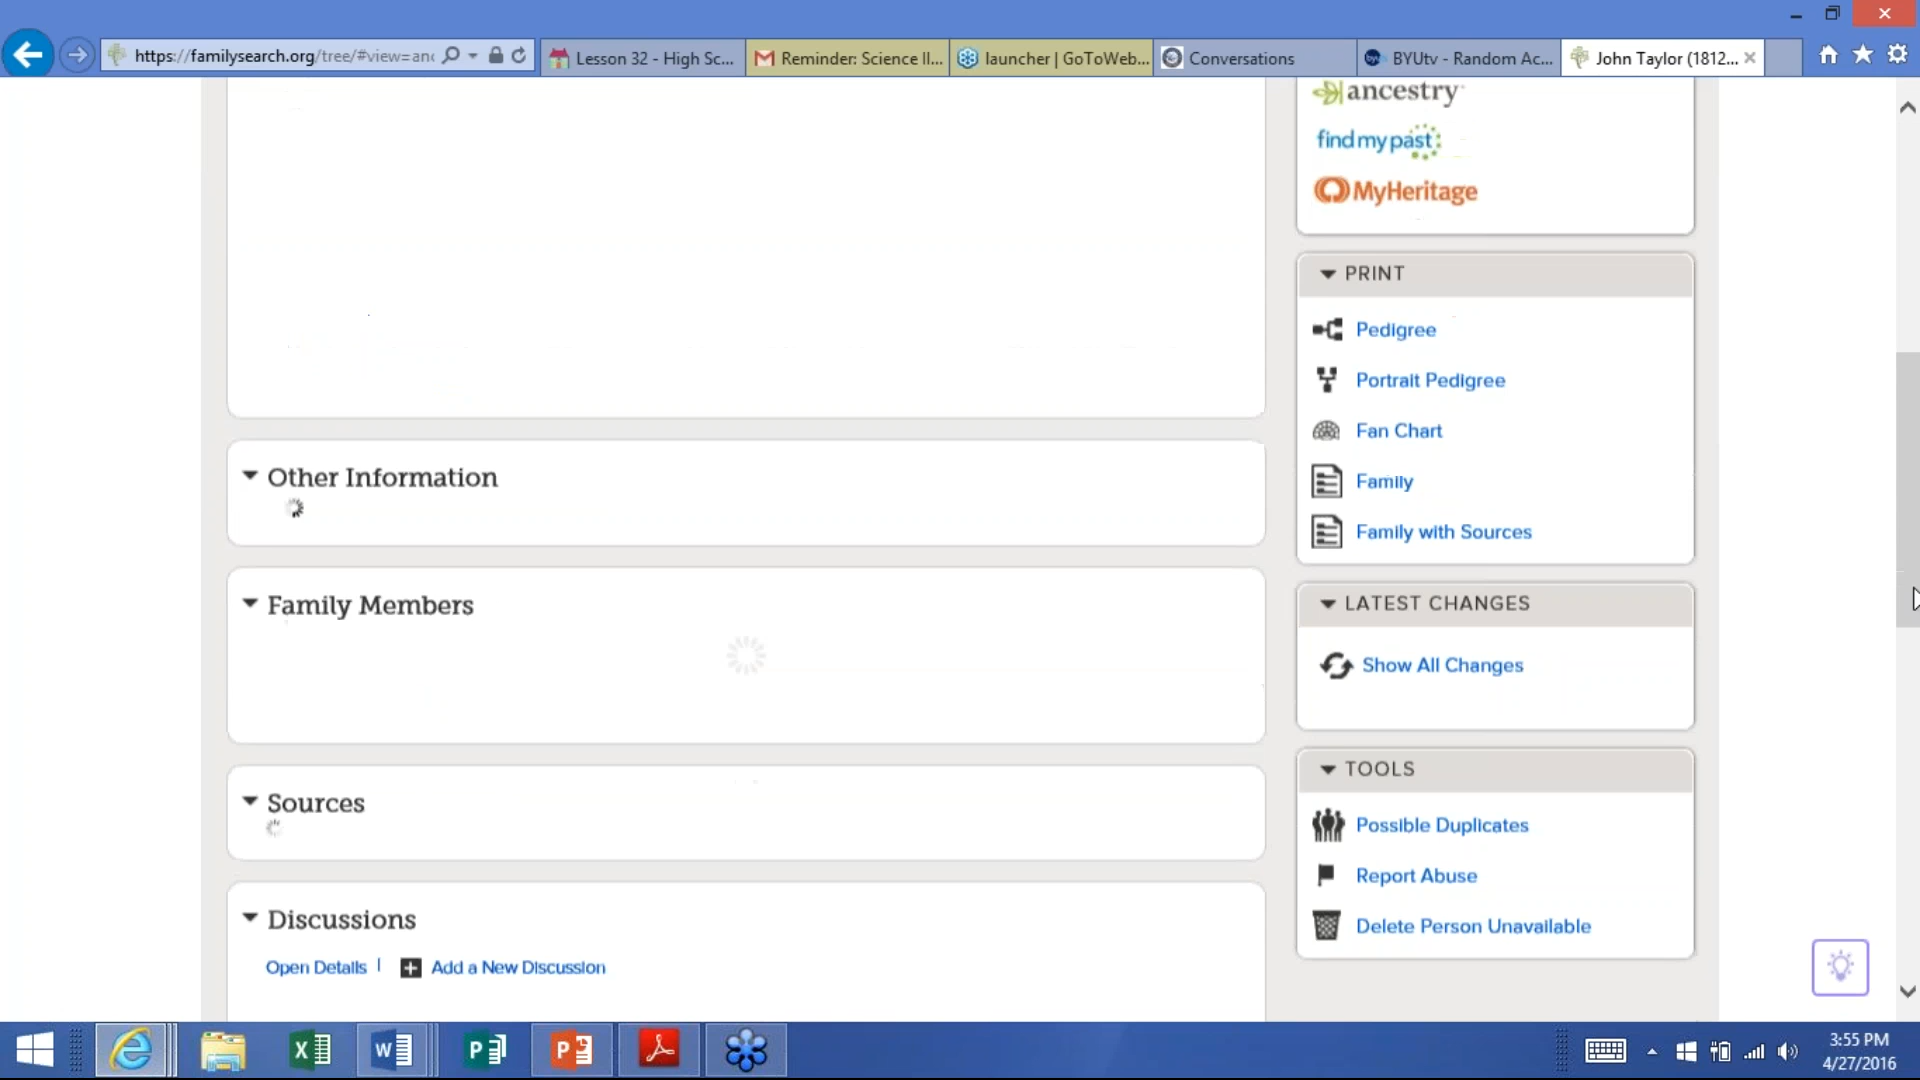 https://familysearch.org/tree/#view=anc
Lesson 32 - High Sc...
Reminder: Science II...
launcher | GoToWeb...
Conversations
BYUtv - Random Ac...
John Taylor (1812...
ancestry
findmypast
MyHeritage
PRINT
Pedigree
Portrait Pedigree
Fan Chart
Family
Family with Sources
Other Information
Family Members
LATEST CHANGES
Show All Changes
Sources
TOOLS
Possible Duplicates
Report Abuse
Delete Person Unavailable
Discussions
Open Details | Add a New Discussion
3:55 PM
4/27/2016